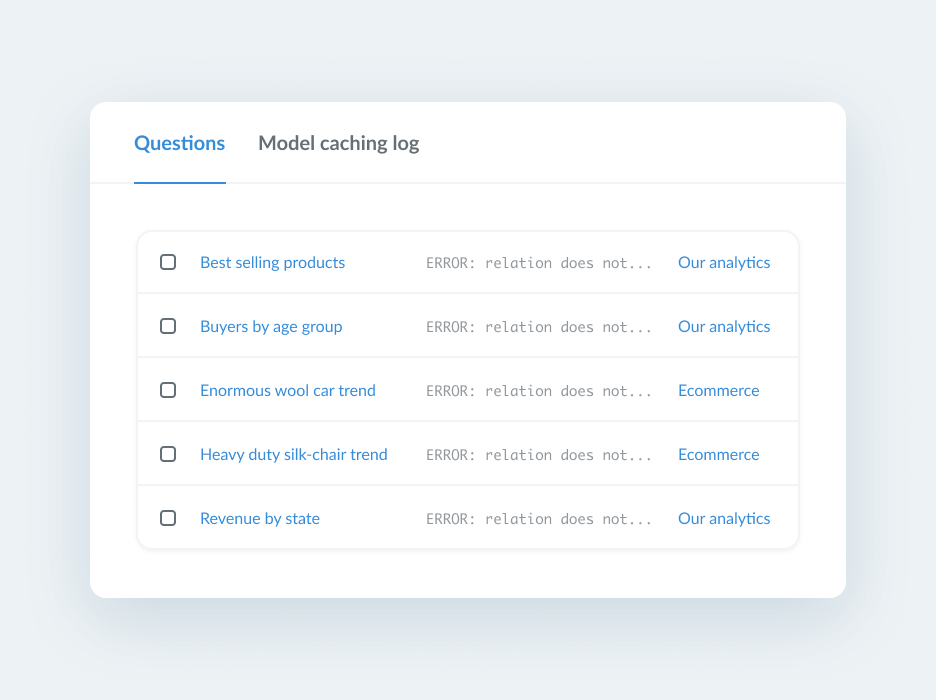 Questions Model caching log
Best selling products ERROR: relation does not... Our analytics
Buyers by age group ERROR: relation does not... Our analytics
Enormous wool car trend ERROR: relation does not... Ecommerce
Heavy duty silk-chair trend ERROR: relation does not... Ecommerce
Revenue by state ERROR: relation does not... Our analytics